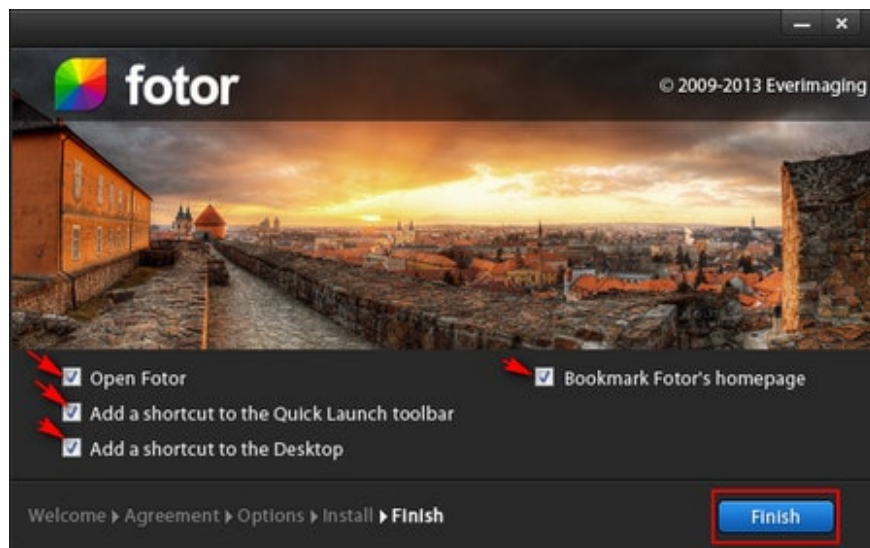 fotor
© 2009-2013 Everimaging
Open Fotor
Bookmark Fotor's homepage
Add a shortcut to the Quick Launch toolbar
Add a shortcut to the Desktop
Welcome Agreement Options Install Finish
Finish